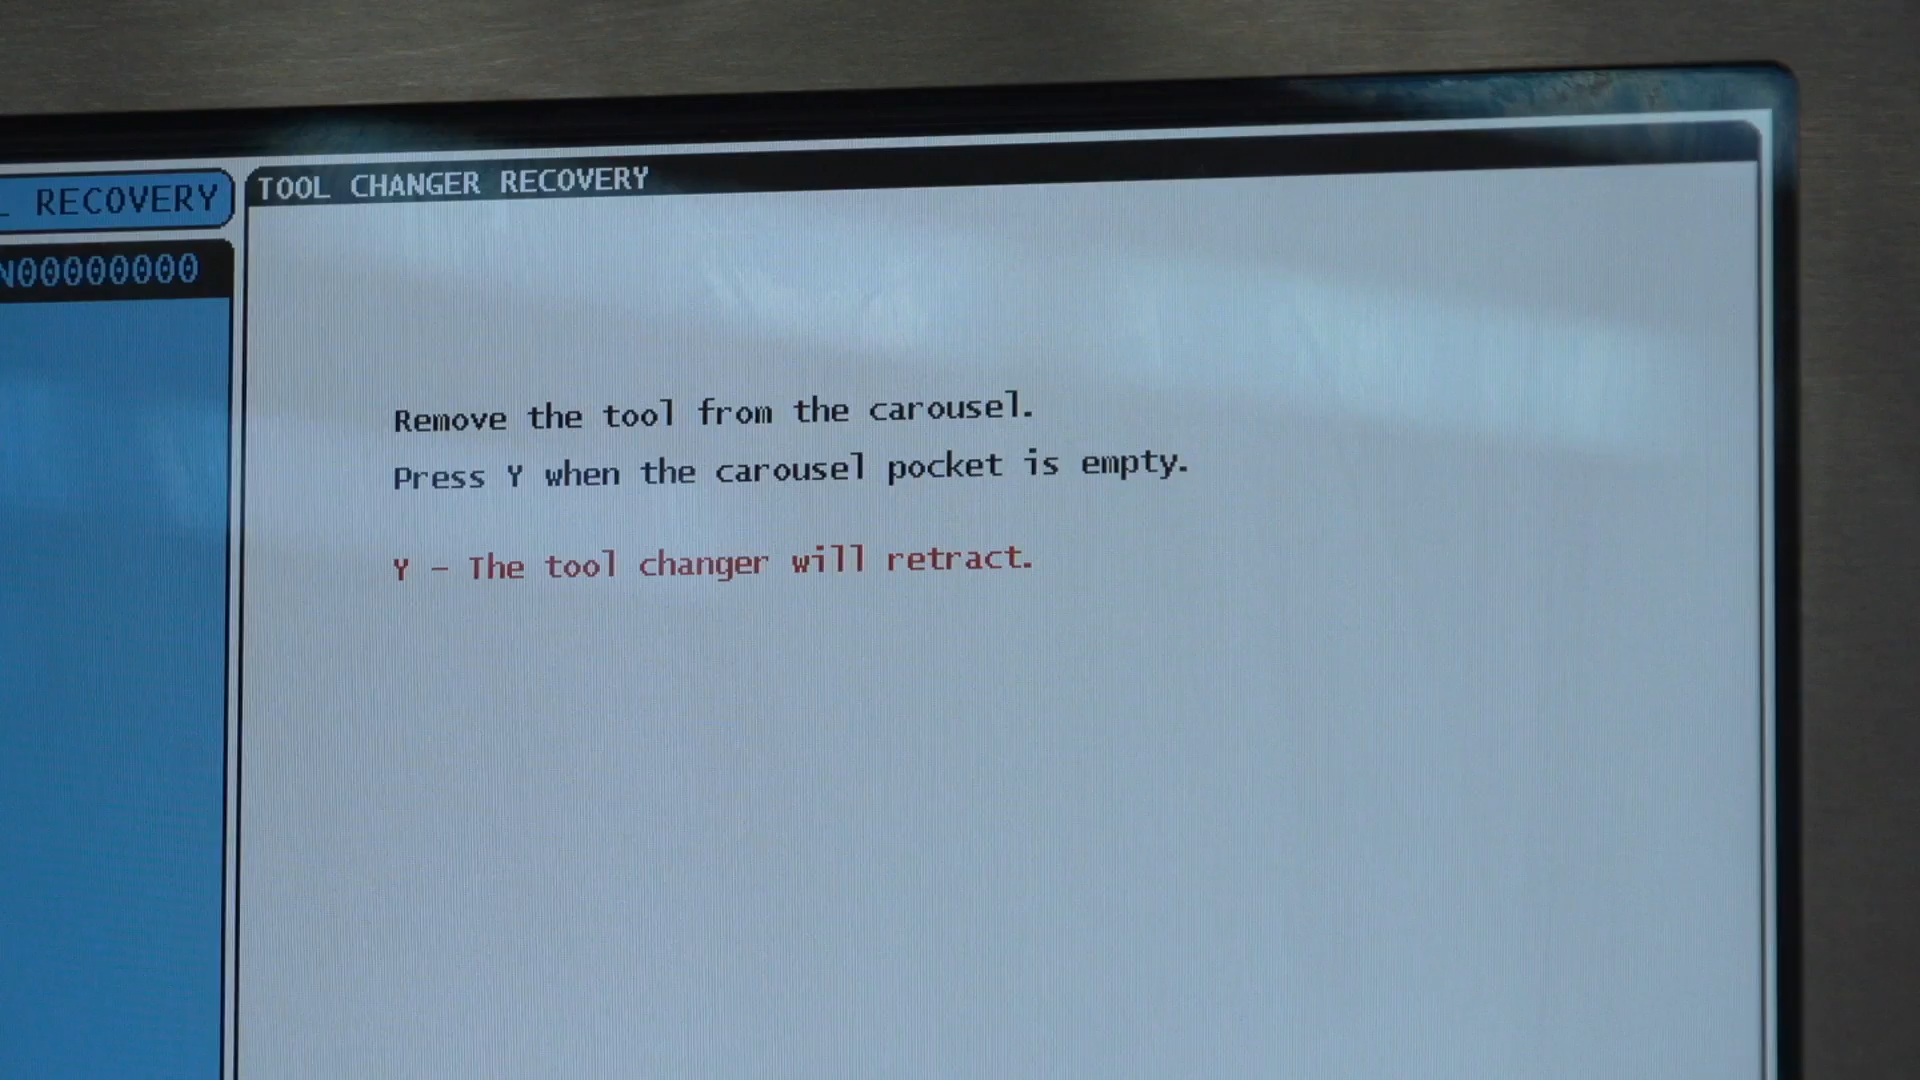 RECOVERY
N00000000
TOOL CHANGER RECOVERY
Remove the tool from the carousel.
Press Y when the carousel pocket is empty.
Y - The tool changer will retract.